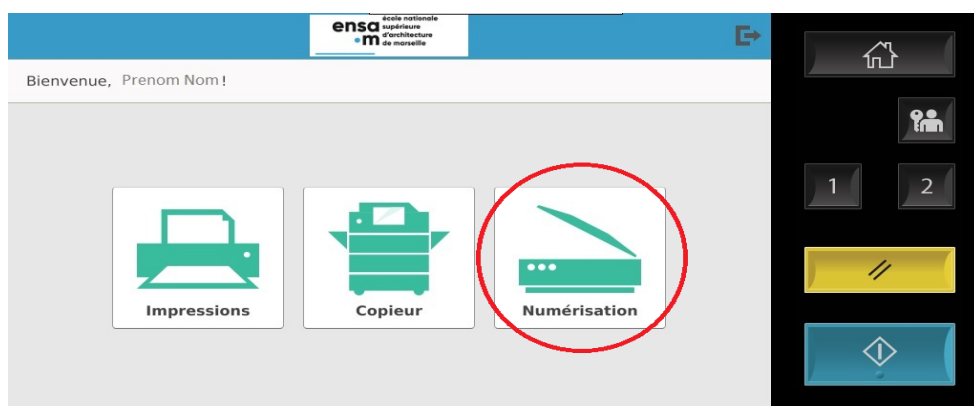 école nationale
ensa supérieure
d'architecture
•m de marseille
Bienvenue, Prenom Nom !
1 2
Impressions Copieur Numérisation